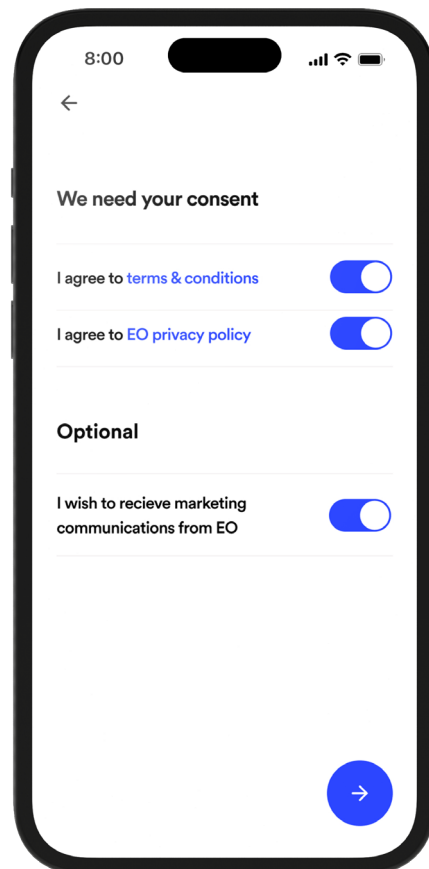 8:00
We need your consent
I agree to terms & conditions
I agree to EO privacy policy
Optional
I wish to recieve marketing
communications from EO